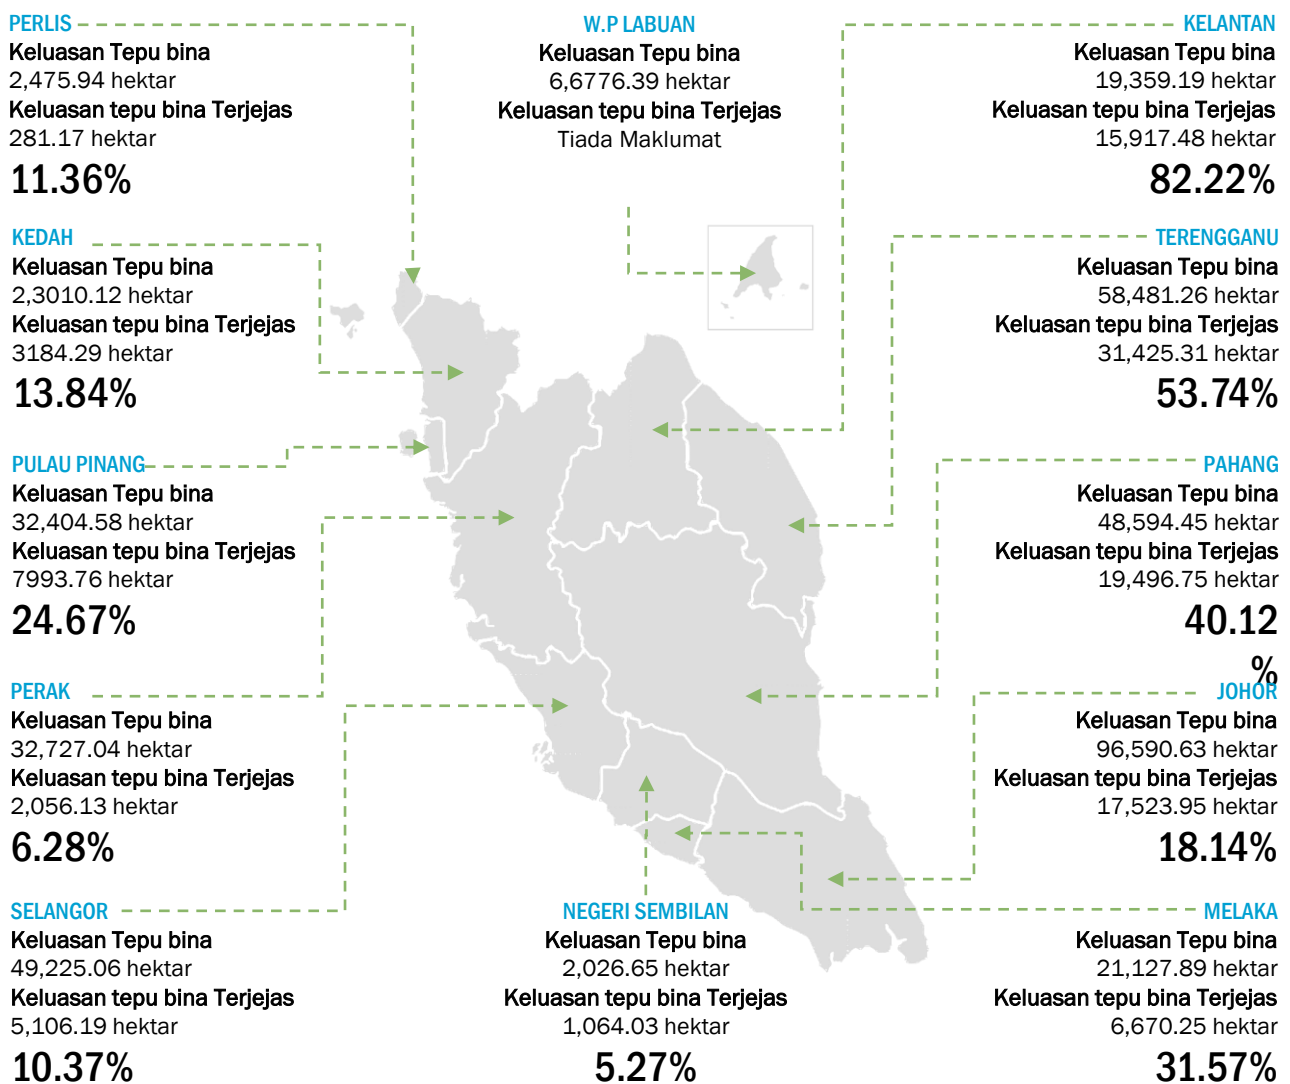 PERLIS
Keluasan Tepu bina
2,475.94 hektar
Keluasan tepu bina Terjejas
281.17 hektar
11.36%
W.P LABUAN
Keluasan Tepu bina
6,6776.39 hektar
Keluasan tepu bina Terjejas
Tiada Maklumat
KELANTAN
Keluasan Tepu bina
19,359.19 hektar
Keluasan tepu bina Terjejas
15,917.48 hektar
82.22%
KEDAH
Keluasan Tepu bina
2,3010.12 hektar
Keluasan tepu bina Terjejas
3184.29 hektar
13.84%
TERENGGANU
Keluasan Tepu bina
58,481.26 hektar
Keluasan tepu bina Terjejas
31,425.31 hektar
53.74%
PULAU PINANG
Keluasan Tepu bina
32,404.58 hektar
Keluasan tepu bina Terjejas
7993.76 hektar
24.67%
PAHANG
Keluasan Tepu bina
48,594.45 hektar
Keluasan tepu bina Terjejas
19,496.75 hektar
40.12
%
PERAK
Keluasan Tepu bina
32,727.04 hektar
Keluasan tepu bina Terjejas
2,056.13 hektar
6.28%
JOHOR
Keluasan Tepu bina
96,590.63 hektar
Keluasan tepu bina Terjejas
17,523.95 hektar
18.14%
SELANGOR
Keluasan Tepu bina
49,225.06 hektar
Keluasan tepu bina Terjejas
5,106.19 hektar
10.37%
NEGERI SEMBILAN
Keluasan Tepu bina
2,026.65 hektar
Keluasan tepu bina Terjejas
1,064.03 hektar
5.27%
MELAKA
Keluasan Tepu bina
21,127.89 hektar
Keluasan tepu bina Terjejas
6,670.25 hektar
31.57%